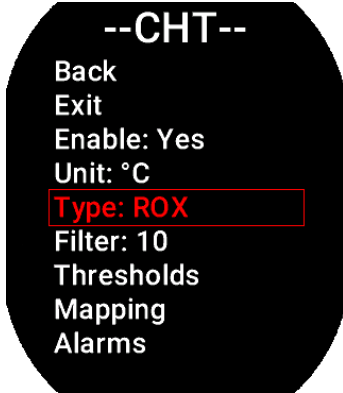 --CHT--
Back
Exit
Enable: Yes
Unit: °C
Type: ROX
Filter: 10
Thresholds
Mapping
Alarms